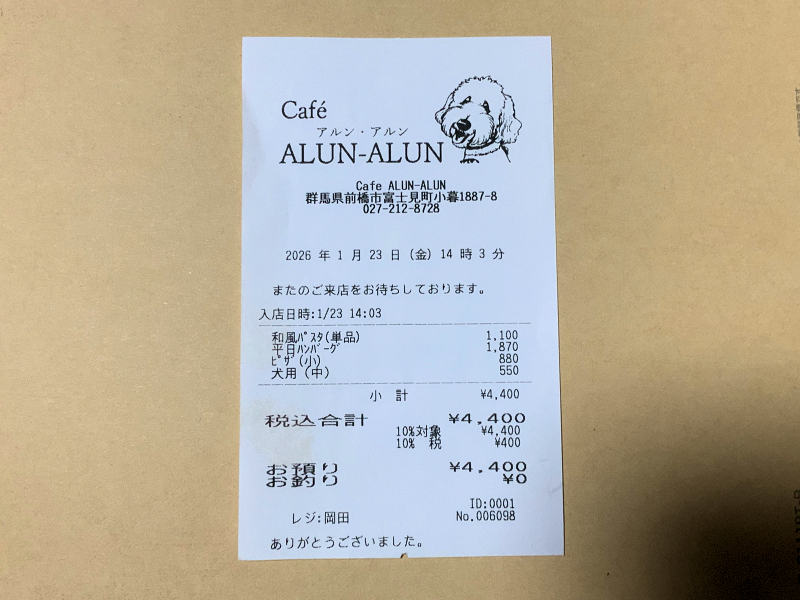 Café
アルン・アルン
ALUN-ALUN
Cafe ALUN-ALUN
群馬県前橋市富士見町小暮1887-8
027-212-8728
2026 年 1 月 23 日 (金) 14 時 3 分
またのご来店をお待ちしております。
入店日時:1/23 14:03
和風ﾊﾟｽﾀ(単品) 1,100
平日ﾊﾝﾊﾞｰｸﾞ 1,870
ﾋﾟｻﾞ(小) 880
犬用(中) 550
小 計 ¥4,400
税込合計 ¥4,400
10%対象 ¥4,400
10% 税 ¥400
お預り ¥4,400
お釣り ¥0
ID:0001
レジ:岡田 No.006098
ありがとうございました。